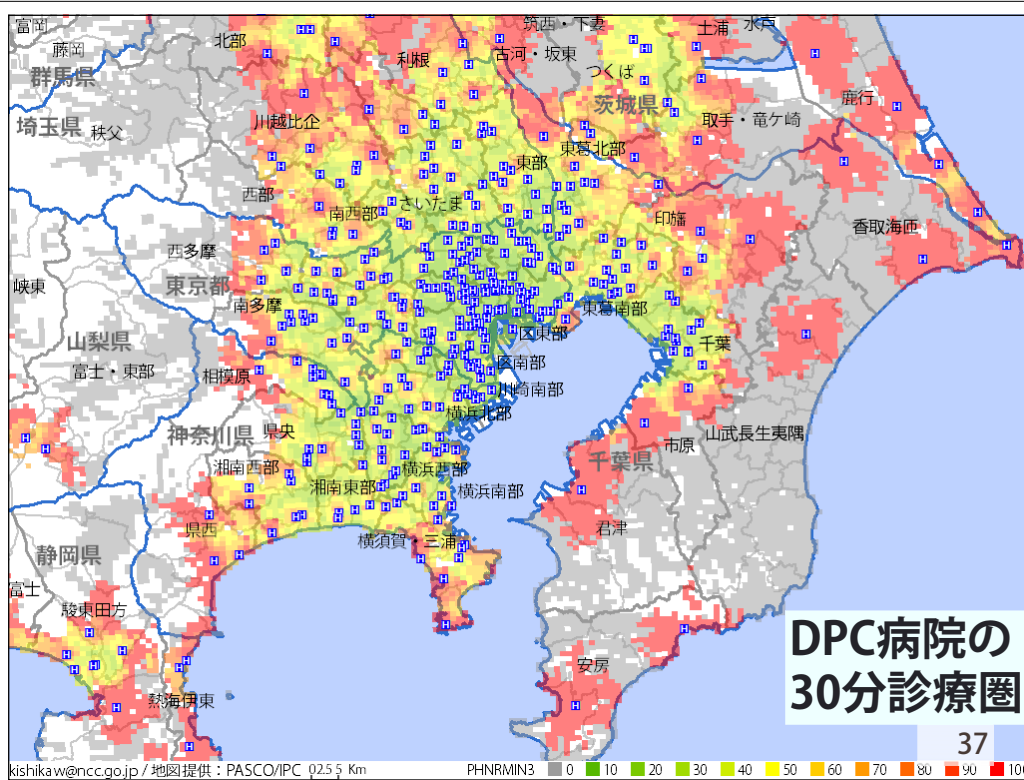 富岡
藤岡
群馬県
埼玉県
秩父
北部
利根
筑西・下妻
古河・坂東
土浦
水戸
つくば
茨城県
鹿行
取手・竜ケ崎
川越比企
東葛北部
東部
西部
南西部
さいたま
印旛
香取海匝
西多摩
東京都
峡東
南多摩
東葛南部
区東部
千葉
山梨県
富士・東部
相模原
区南部
川崎南部
横浜北部
神奈川県
県央
山武長生夷隅
市原
千葉県
湘南西部
横浜西部
湘南東部
横浜南部
県西
君津
横須賀・三浦
静岡県
富士
駿東田方
安房
熱海伊東
DPC病院の
30分診療圏
37
kishikaw@ncc.go.jp / 地図提供：PASCO/IPC
02.5 5 Km
PHNRMIN3 0 10 20 30 40 50 60 70 80 90 100